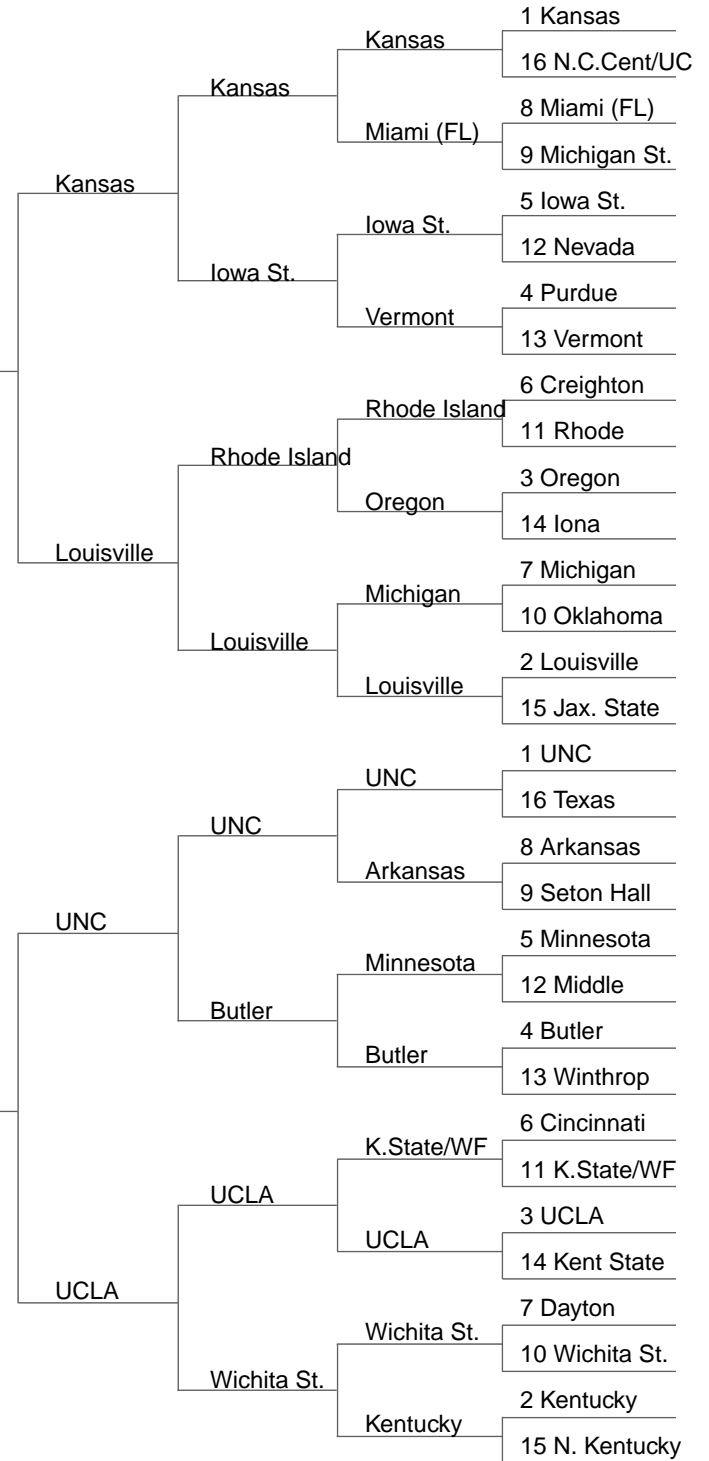 1 Kansas
Kansas
16 N.C.Cent/UC
Kansas
8 Miami (FL)
Miami (FL)
9 Michigan St.
Kansas
5 Iowa St.
Iowa St.
12 Nevada
Iowa St.
4 Purdue
Vermont
13 Vermont
6 Creighton
Rhode Island
11 Rhode
Rhode Island
3 Oregon
Oregon
14 Iona
Louisville
7 Michigan
Michigan
10 Oklahoma
Louisville
2 Louisville
Louisville
15 Jax. State
1 UNC
UNC
16 Texas
UNC
8 Arkansas
Arkansas
9 Seton Hall
UNC
5 Minnesota
Minnesota
12 Middle
Butler
4 Butler
Butler
13 Winthrop
6 Cincinnati
K.State/WF
11 K.State/WF
UCLA
3 UCLA
UCLA
14 Kent State
UCLA
7 Dayton
Wichita St.
10 Wichita St.
Wichita St.
2 Kentucky
Kentucky
15 N. Kentucky